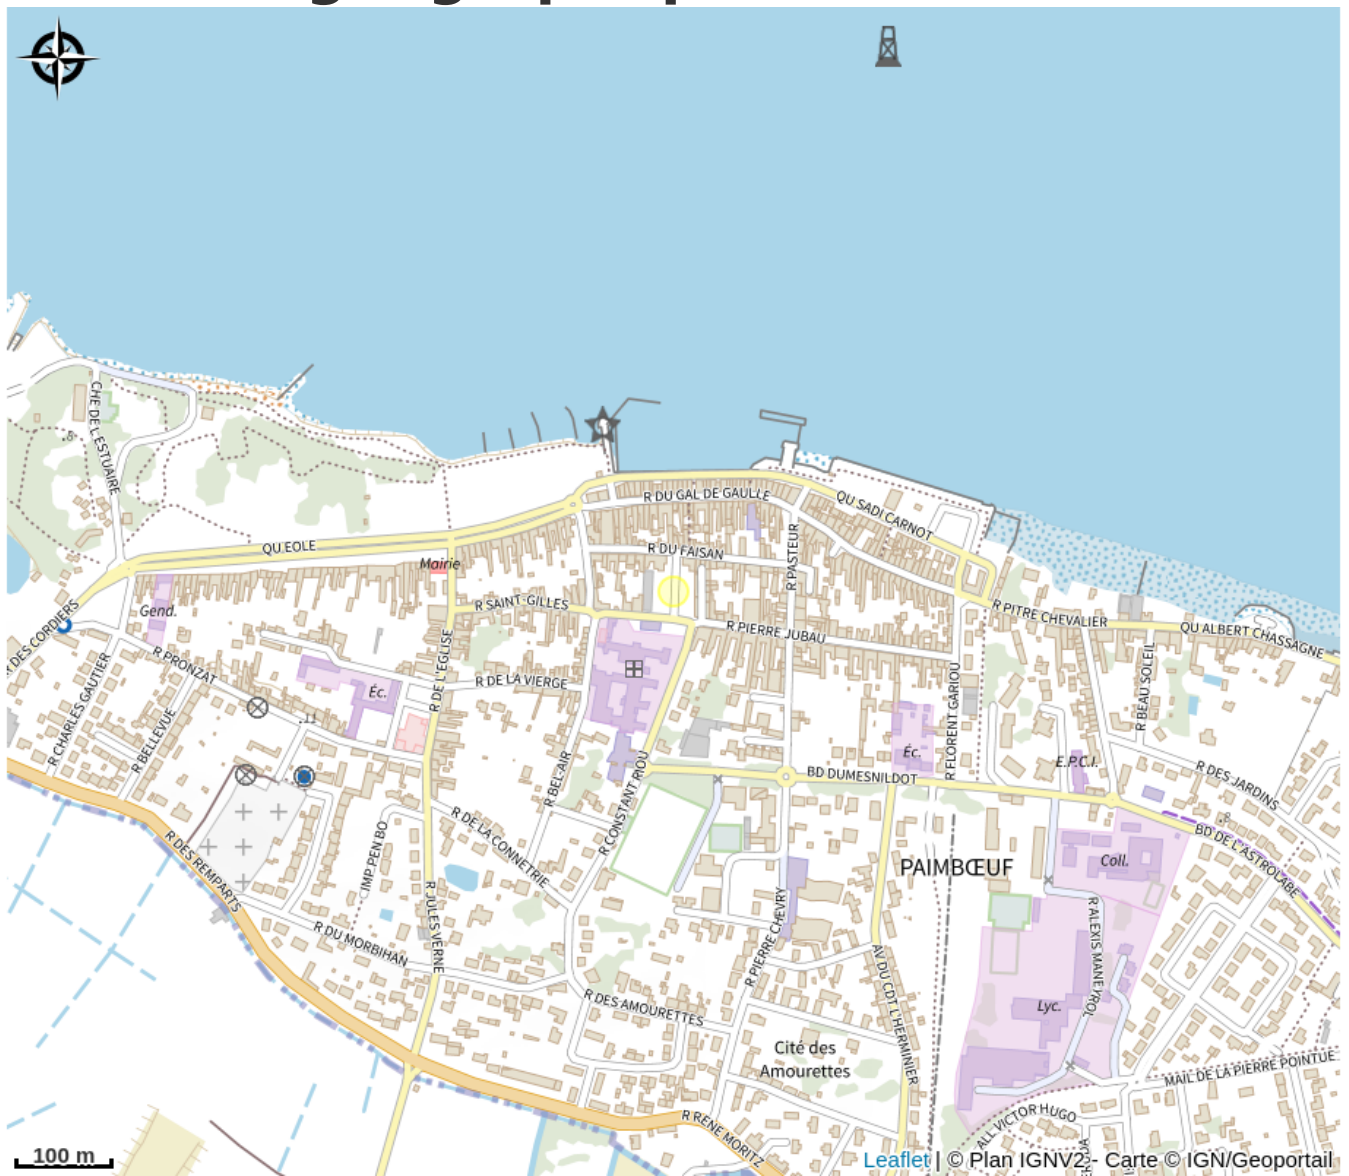 CHE DE L'ESTUAIRE
R DU GAL DE GAULLE
QU SADI CARNOT
QU EOLE
R DU FAISAN
R PASTEUR
Mairie
Gend.
R SAINT-GILLES
R PITRE CHEVALIER
QU ALBERT CHASSAGNE
DES CORDIERS
R PIERRE JUBAU
R PRONZAT
R DE L'EGLISE
R CHARLES GAUTIER
R BELLEVUE
Éc.
R DE LA VIERGE
R FLORENT GARIOU
R BEAU SOLEIL
Éc.
E.P.C.I.
R BEL-AIR
R CONSTANT RIOU
BD DUMESNILDOT
R DES JARDINS
R DE LA CONNETRIE
BD DE L'ASTROLABE
IMP PEN BO
R DES REMPARTS
PAIMBŒUF
Coll.
R JULES VERNE
R DU MORBIHAN
R PIERRE CHEVRY
R ALEXIS MANEYROL
AV DU CDT L'HERMINIER
R DES AMOURETTES
Lyc.
Cité des
Amourettes
MAIL DE LA PIERRE POINTUE
R RENE MORITZ
ALL VICTOR HUGO
100 m
Leaflet | © Plan IGNV2 - Carte © IGN/Geoportail